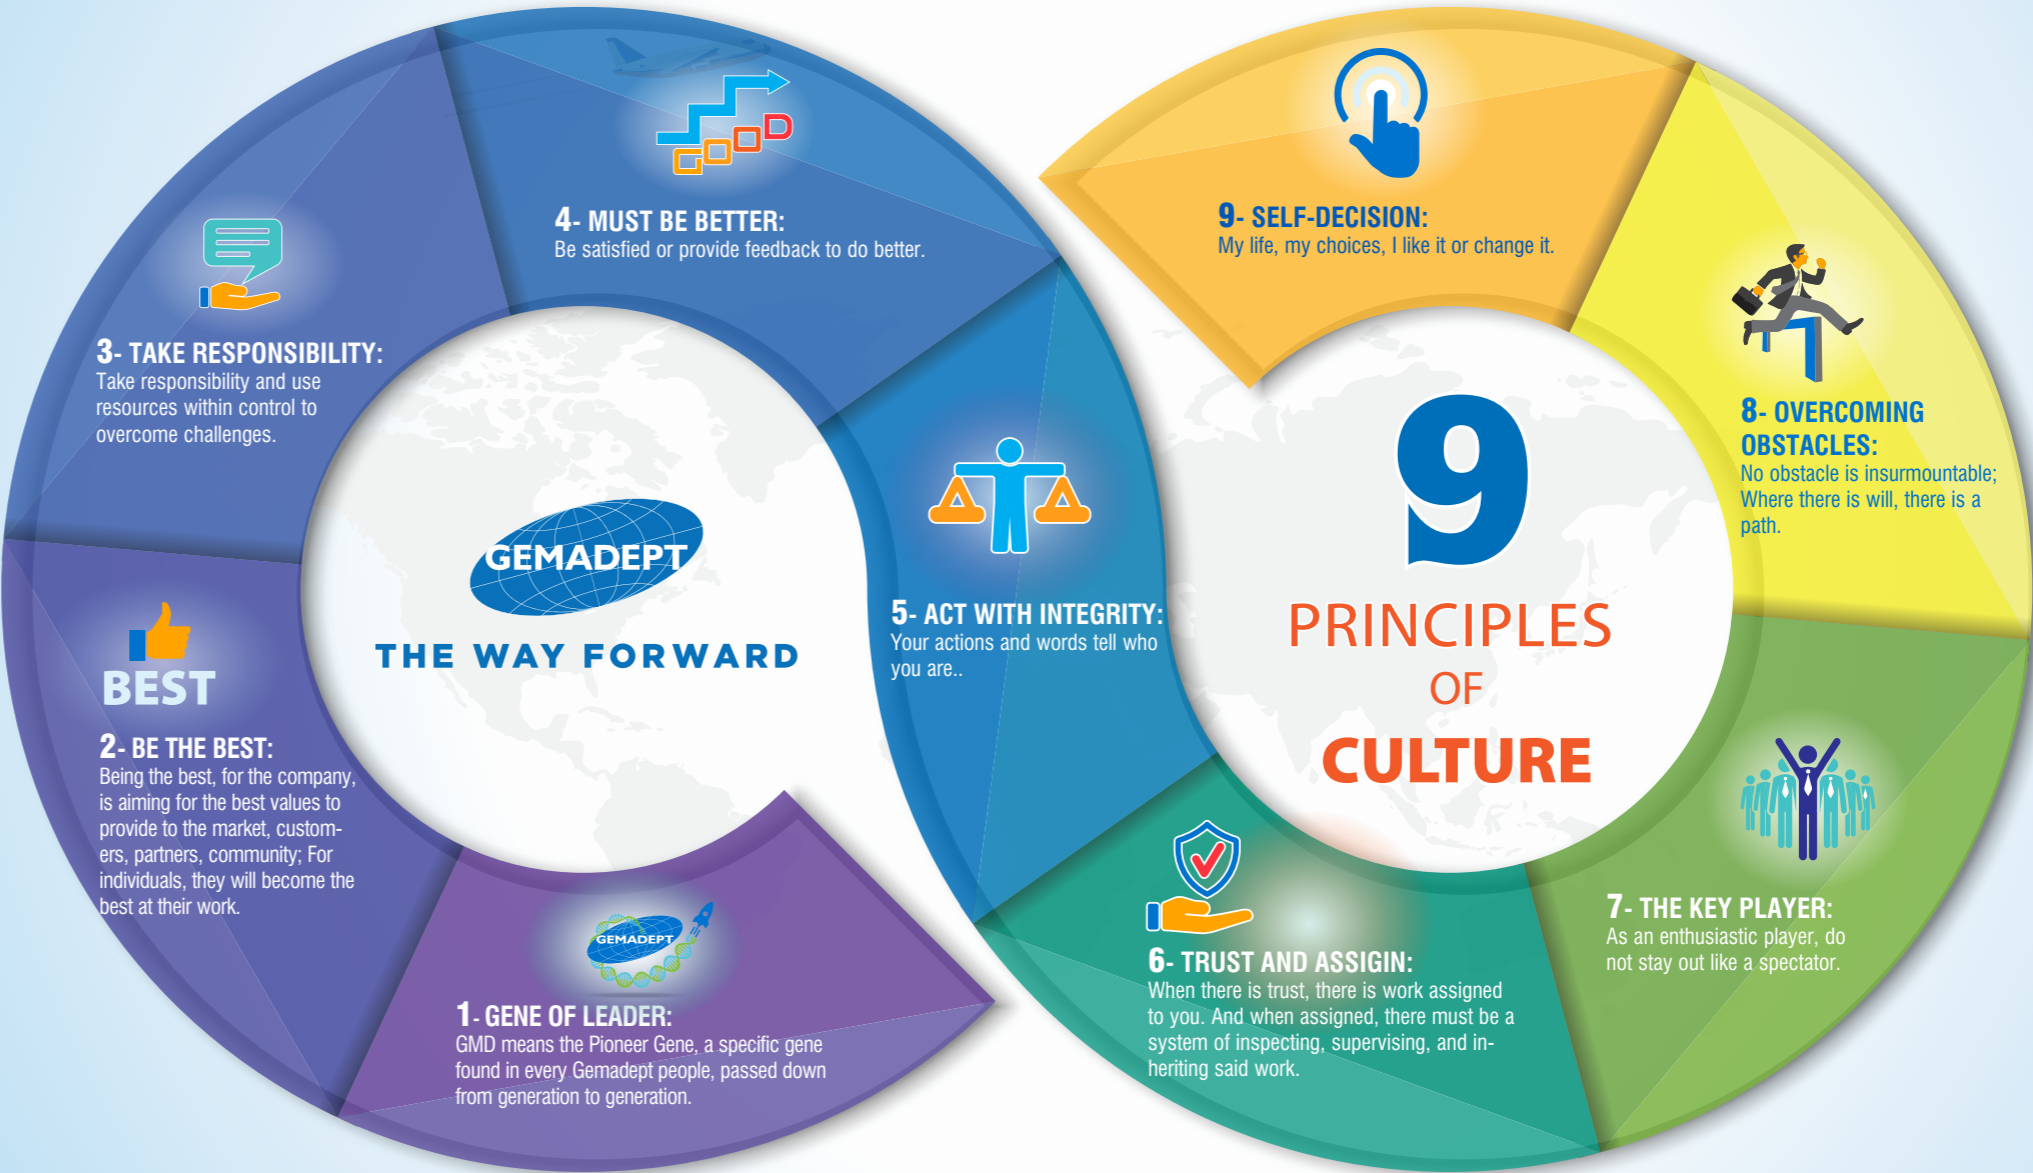 GOOD
4- MUST BE BETTER:
Be satisfied or provide feedback to do better.
3- TAKE RESPONSIBILITY:
Take responsibility and use
resources within control to
overcome challenges.
BEST
2- BE THE BEST:
Being the best, for the company,
is aiming for the best values to
provide to the market, custom-
ers, partners, community; For
individuals, they will become the
best at their work.
GEMADEPT
1- GENE OF LEADER:
GMD means the Pioneer Gene, a specific gene
found in every Gemadept people, passed down
from generation to generation.
GEMADEPT
THE WAY FORWARD
5- ACT WITH INTEGRITY:
Your actions and words tell who
you are..
9- SELF-DECISION:
My life, my choices, I like it or change it.
8- OVERCOMING
OBSTACLES:
No obstacle is insurmountable;
Where there is will, there is a
path.
9
PRINCIPLES
OF
CULTURE
7- THE KEY PLAYER:
As an enthusiastic player, do
not stay out like a spectator.
6- TRUST AND ASSIGIN:
When there is trust, there is work assigned
to you. And when assigned, there must be a
system of inspecting, supervising, and in-
heriting said work.